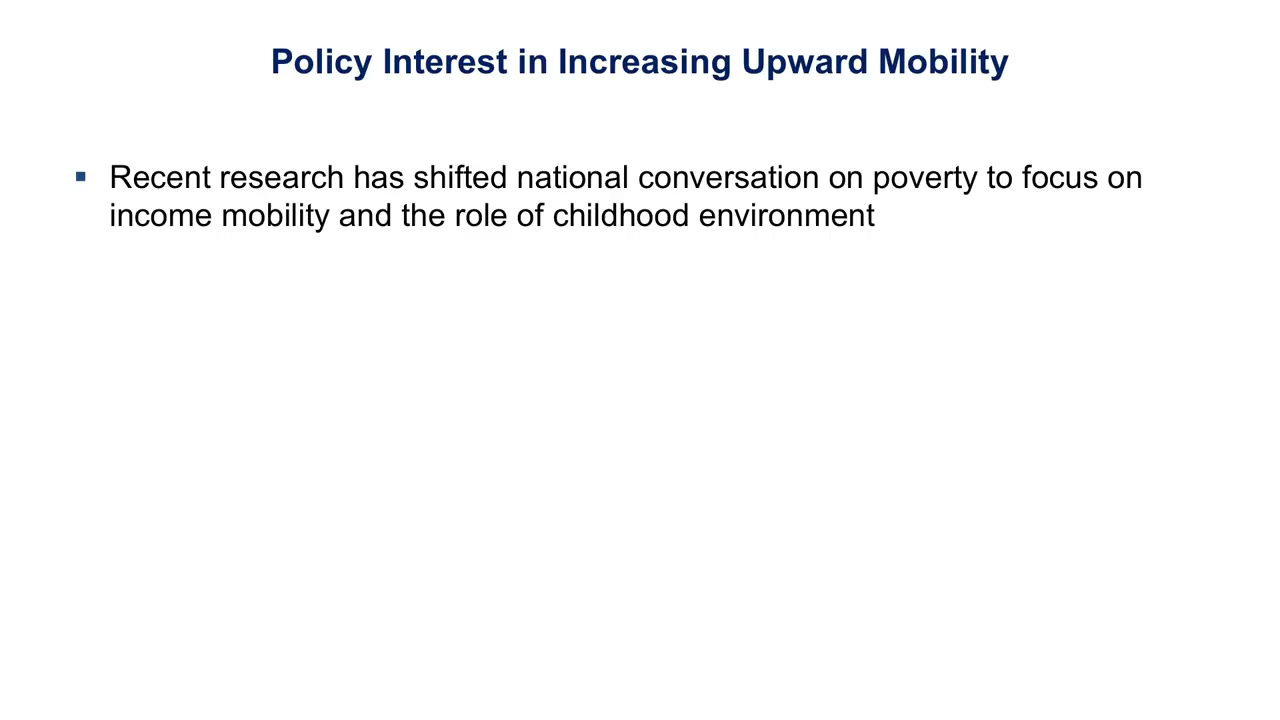 Policy Interest in Increasing Upward Mobility
▪ Recent research has shifted national conversation on poverty to focus on
income mobility and the role of childhood environment